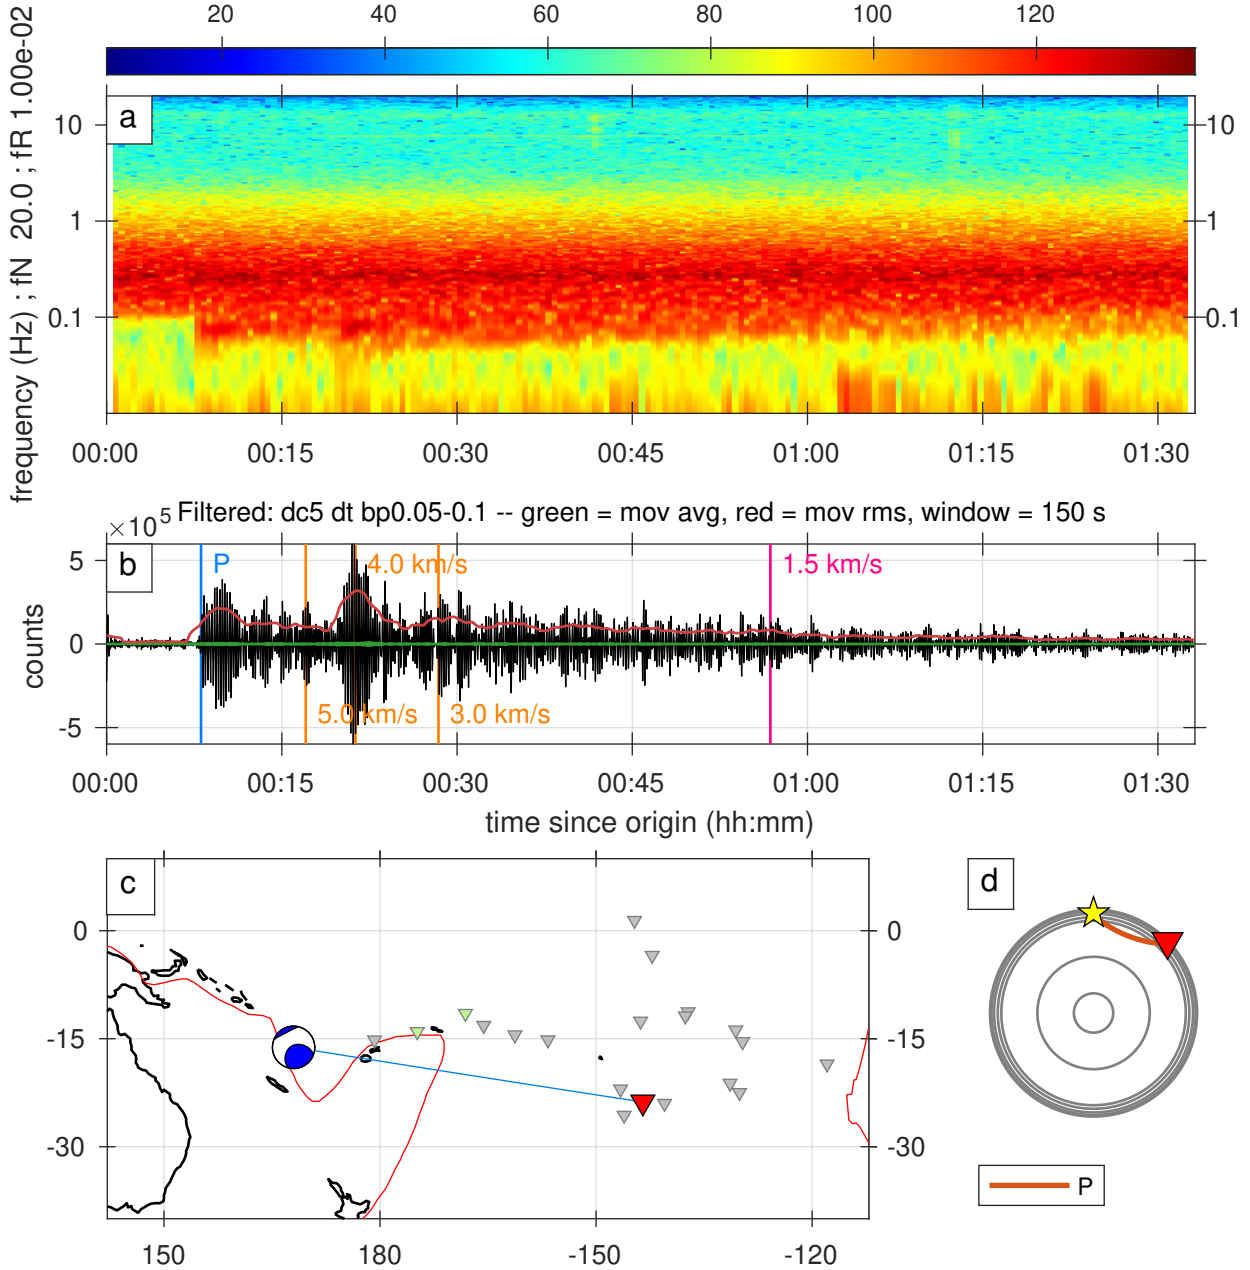 20 40 60 80 100 120
frequency (Hz) ; fN 20.0 ; fR 1.00e-02
a
10 10
1 1
0.1 0.1
00:00 00:15 00:30 00:45 01:00 01:15 01:30
×10^5 Filtered: dc5 dt bp0.05-0.1 -- green = mov avg, red = mov rms, window = 150 s
b
P 4.0 km/s 1.5 km/s
5
0
-5
counts
5.0 km/s 3.0 km/s
00:00 00:15 00:30 00:45 01:00 01:15 01:30
time since origin (hh:mm)
c
0 0
-15 -15
-30 -30
150 180 -150 -120
d
P